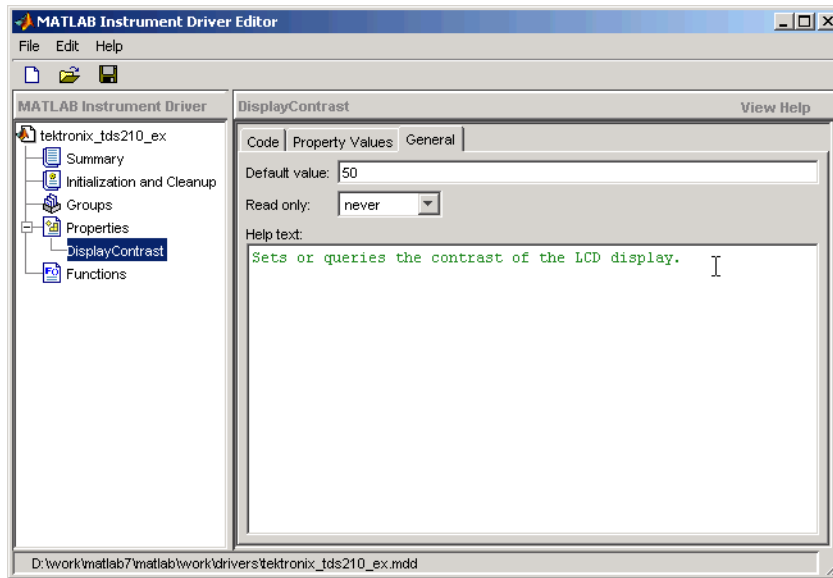 MATLAB Instrument Driver Editor
File Edit Help
MATLAB Instrument Driver
DisplayContrast View Help
tektronix_tds210_ex
Summary
Initialization and Cleanup
Groups
Properties
DisplayContrast
Functions
Code Property Values General
Default value: 50
Read only: never
Help text:
Sets or queries the contrast of the LCD display.
D:\work\matlab7\matlab\work\drivers\tektronix_tds210_ex.mdd